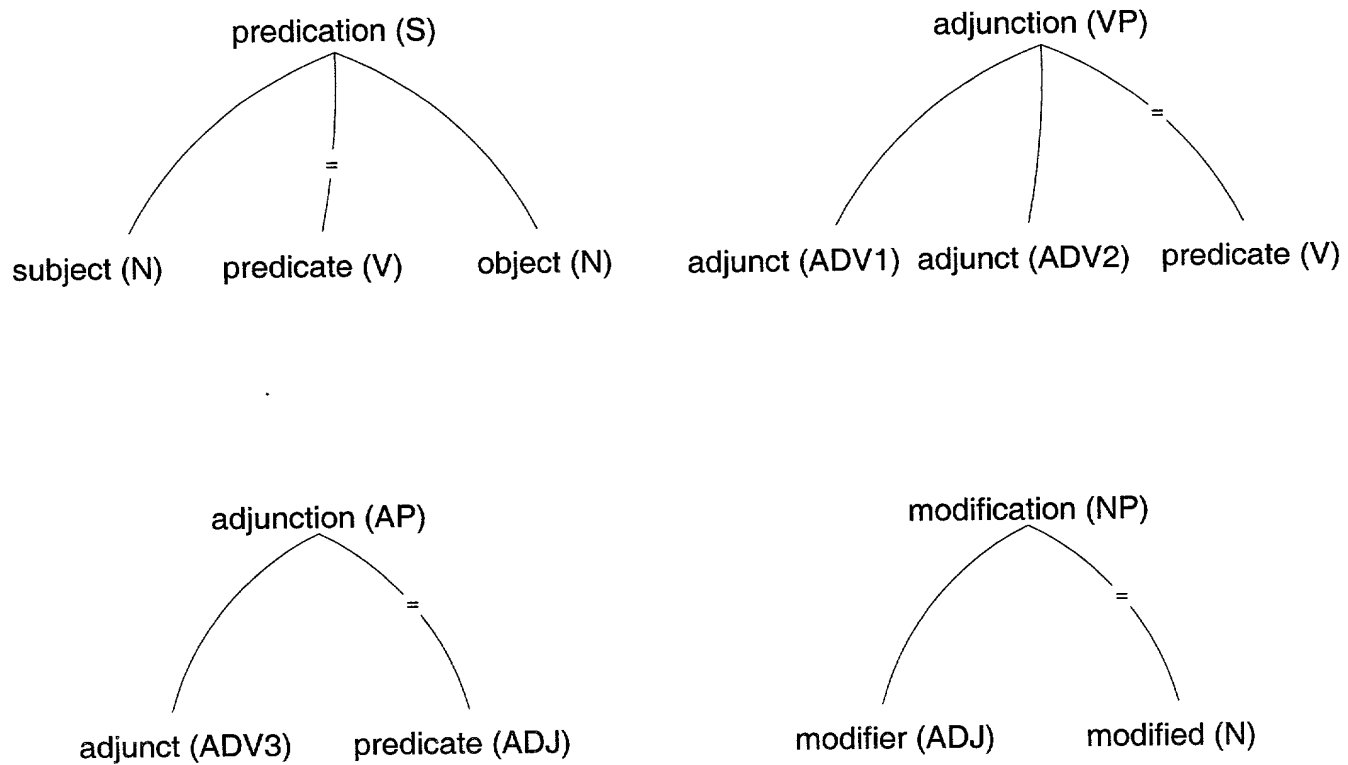 predication (S)
=
subject (N) predicate (V) object (N)
adjunction (VP)
=
adjunct (ADV1) adjunct (ADV2) predicate (V)
adjunction (AP)
=
adjunct (ADV3) predicate (ADJ)
modification (NP)
=
modifier (ADJ) modified (N)